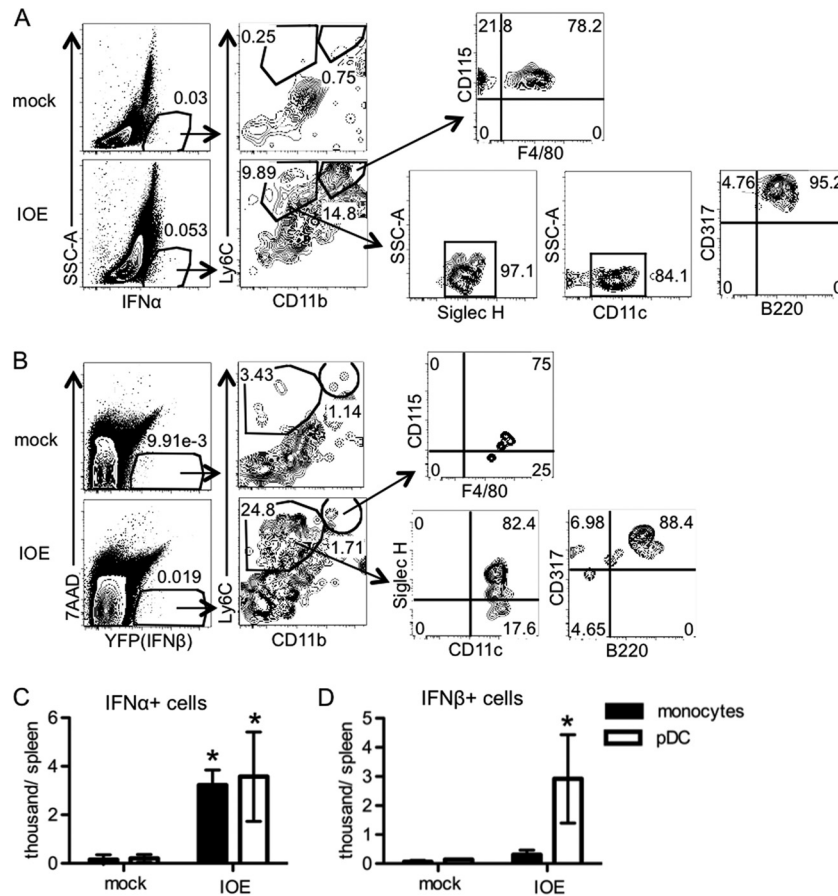 A
mock
IOE
SSC-A
IFNα
0.03
0.053
Ly6C
CD11b
0.25
0.75
9.89
14.8
CD115
F4/80
21.8
78.2
0
0
SSC-A
Siglec H
97.1
SSC-A
CD11c
84.1
CD317
B220
4.76
95.2
0
0
B
mock
IOE
7AAD
YFP(IFNβ)
9.91e-3
0.019
Ly6C
CD11b
3.43
1.14
24.8
1.71
CD115
F4/80
0
75
0
25
Siglec H
CD11c
0
82.4
0
17.6
CD317
B220
6.98
88.4
4.65
0
C
IFNα+ cells
thousand/ spleen
6
4
2
0
mock
IOE
*
*
D
IFNβ+ cells
thousand/ spleen
5
4
3
2
1
0
mock
IOE
*
monocytes
pDC